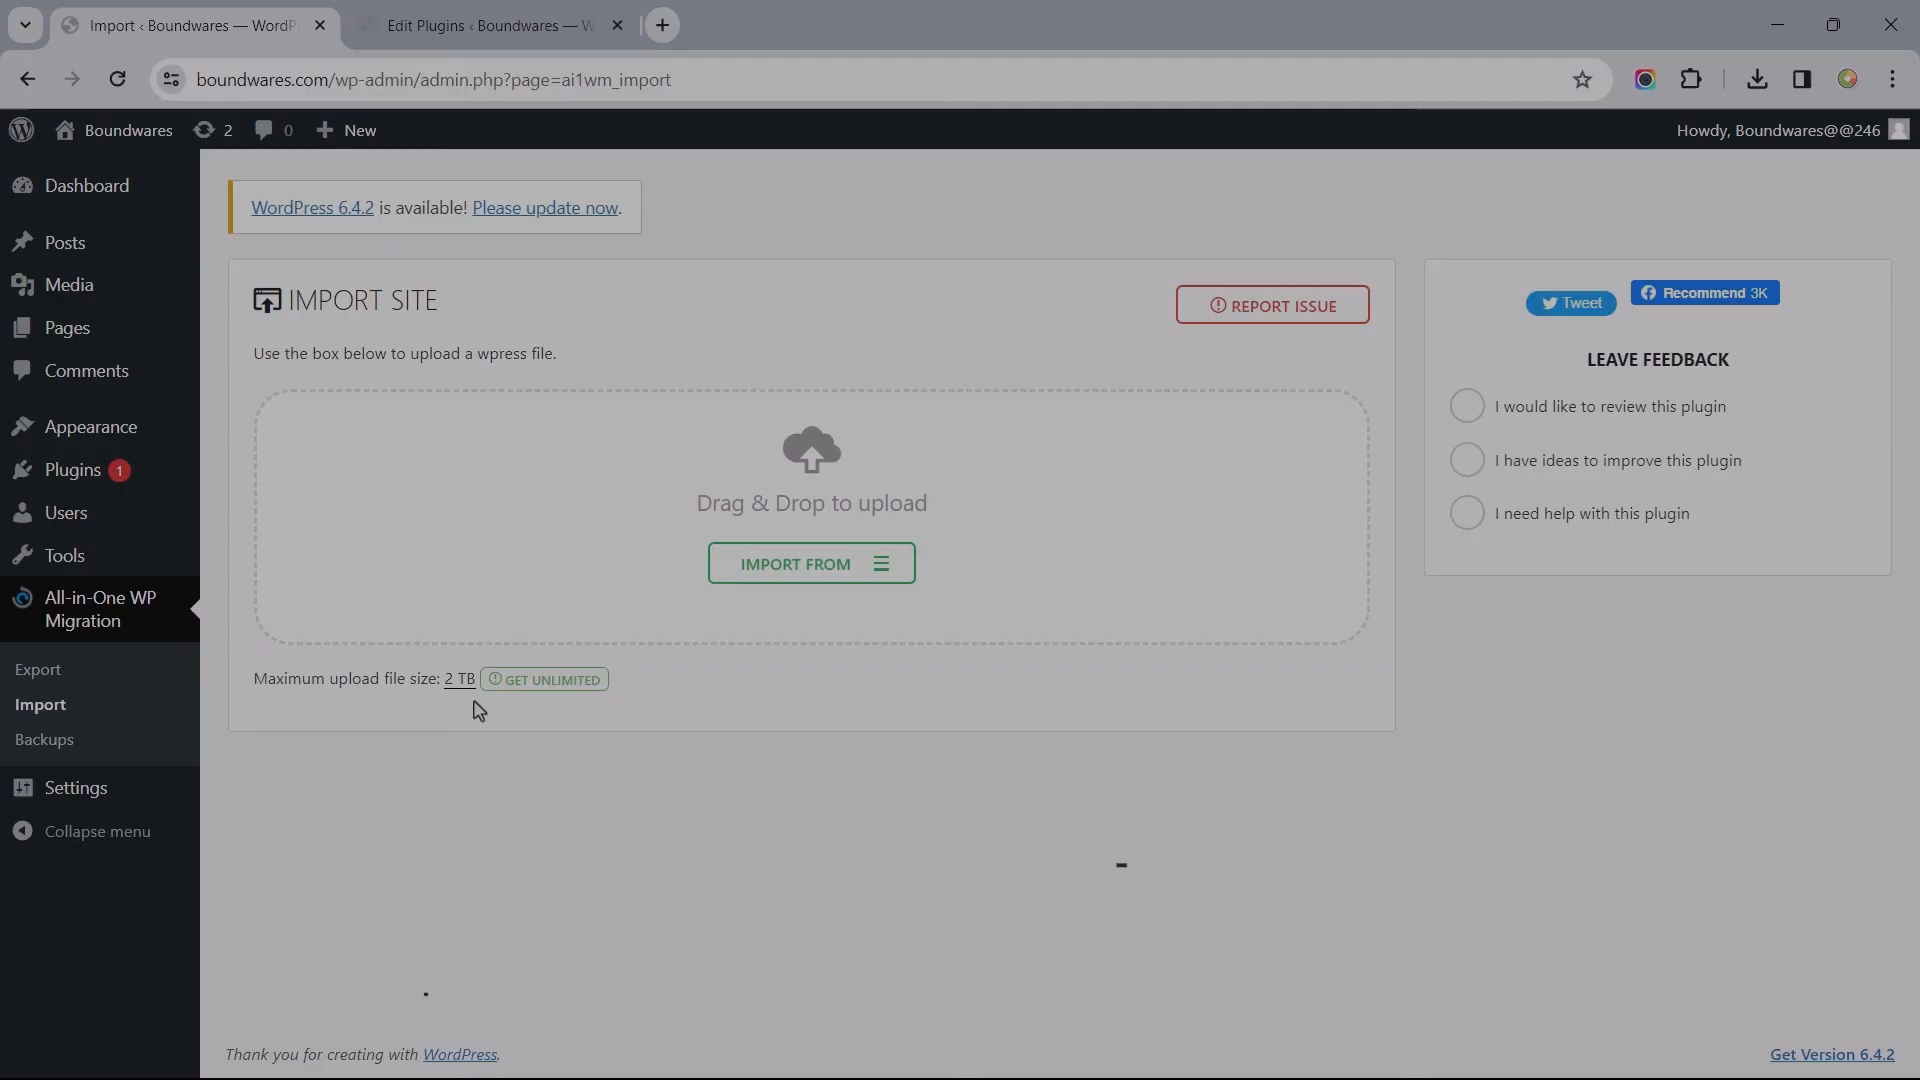 Import ‹ Boundwares — WordP
Edit Plugins ‹ Boundwares — W
boundwares.com/wp-admin/admin.php?page=ai1wm_import
Boundwares
2
0
New
Howdy, Boundwares@@246
Dashboard
Posts
Media
Pages
Comments
Appearance
Plugins 1
Users
Tools
All-in-One WP
Migration
Export
Import
Backups
Settings
Collapse menu
WordPress 6.4.2 is available! Please update now.
IMPORT SITE
REPORT ISSUE
Use the box below to upload a wpress file.
Drag & Drop to upload
IMPORT FROM
Maximum upload file size: 2 TB GET UNLIMITED
Tweet
Recommend 3K
LEAVE FEEDBACK
I would like to review this plugin
I have ideas to improve this plugin
I need help with this plugin
Thank you for creating with WordPress.
Get Version 6.4.2